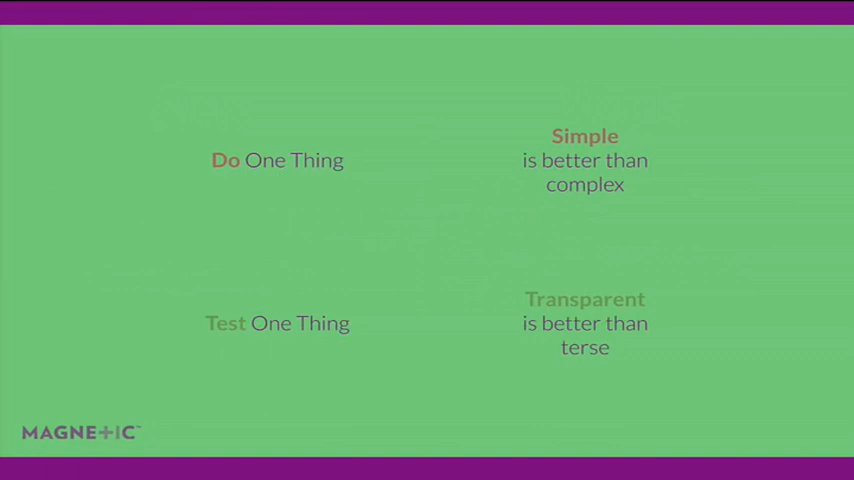 Do One Thing
Simple
is better than
complex
Test One Thing
Transparent
is better than
terse
MAGNETIC™